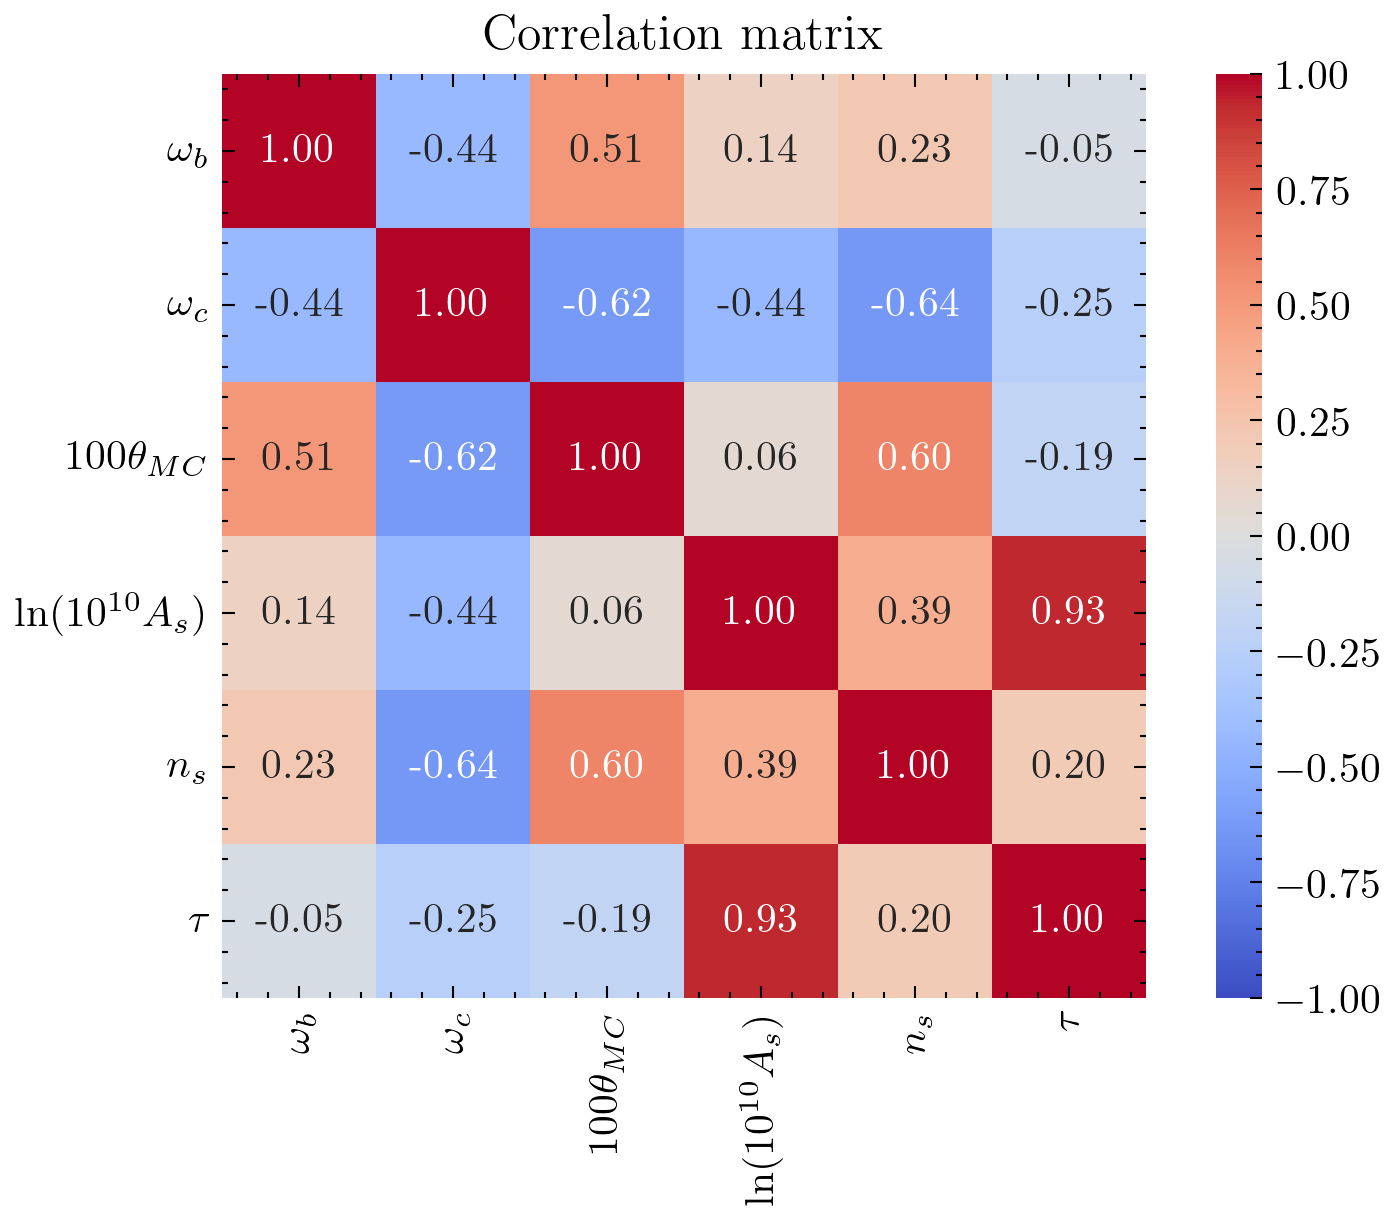 Correlation matrix
ω_b 1.00 -0.44 0.51 0.14 0.23 -0.05
ω_c -0.44 1.00 -0.62 -0.44 -0.64 -0.25
100θ_{MC} 0.51 -0.62 1.00 0.06 0.60 -0.19
ln(10^{10}A_s) 0.14 -0.44 0.06 1.00 0.39 0.93
n_s 0.23 -0.64 0.60 0.39 1.00 0.20
τ -0.05 -0.25 -0.19 0.93 0.20 1.00
ω_b ω_c 100θ_{MC} ln(10^{10}A_s) n_s τ
1.00
0.75
0.50
0.25
0.00
−0.25
−0.50
−0.75
−1.00